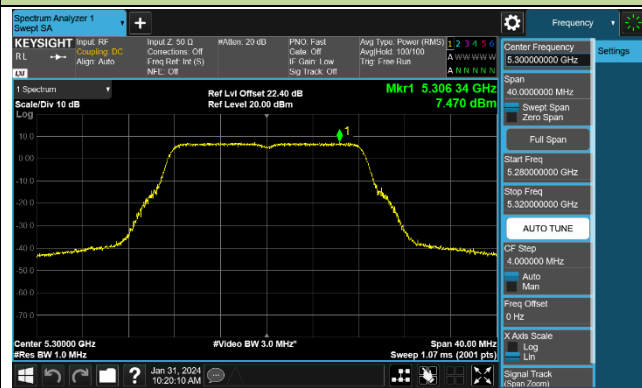 Spectrum Analyzer 1
Swept SA
Frequency
KEYSIGHT
Input: RF
Coupling: DC
Align: Auto
Input Z: 50 Ω
Corrections: Off
Freq Ref: Int (S)
NFE: Off
#Atten: 20 dB
PNO: Fast
Gate: Off
IF Gain: Low
Sig Track: Off
Avg Type: Power (RMS)
Avg|Hold: 100/100
Trig: Free Run
1 2 3 4 5 6
A W W W W W
A N N N N N
RL
LXI
1 Spectrum
Scale/Div 10 dB
Log
Ref Lvl Offset 22.40 dB
Ref Level 20.00 dBm
Mkr1 5.306 34 GHz
7.470 dBm
10.0
0.00
-10.0
-20.0
-30.0
-40.0
-50.0
-60.0
-70.0
1
Center 5.30000 GHz
#Res BW 1.0 MHz
#Video BW 3.0 MHz*
Span 40.00 MHz
Sweep 1.07 ms (2001 pts)
Center Frequency
5.300000000 GHz
Settings
Span
40.0000000 MHz
Swept Span
Zero Span
Full Span
Start Freq
5.280000000 GHz
Stop Freq
5.320000000 GHz
AUTO TUNE
CF Step
4.000000 MHz
Auto
Man
Freq Offset
0 Hz
X Axis Scale
Log
Lin
Signal Track
(Span Zoom)
Jan 31, 2024
10:20:10 AM